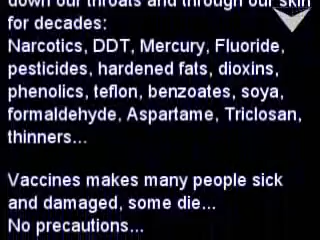 down our throats and through our skin
for decades:
Narcotics, DDT, Mercury, Fluoride,
pesticides, hardened fats, dioxins,
phenolics, teflon, benzoates, soya,
formaldehyde, Aspartame, Triclosan,
thinners...
Vaccines makes many people sick
and damaged, some die...
No precautions...